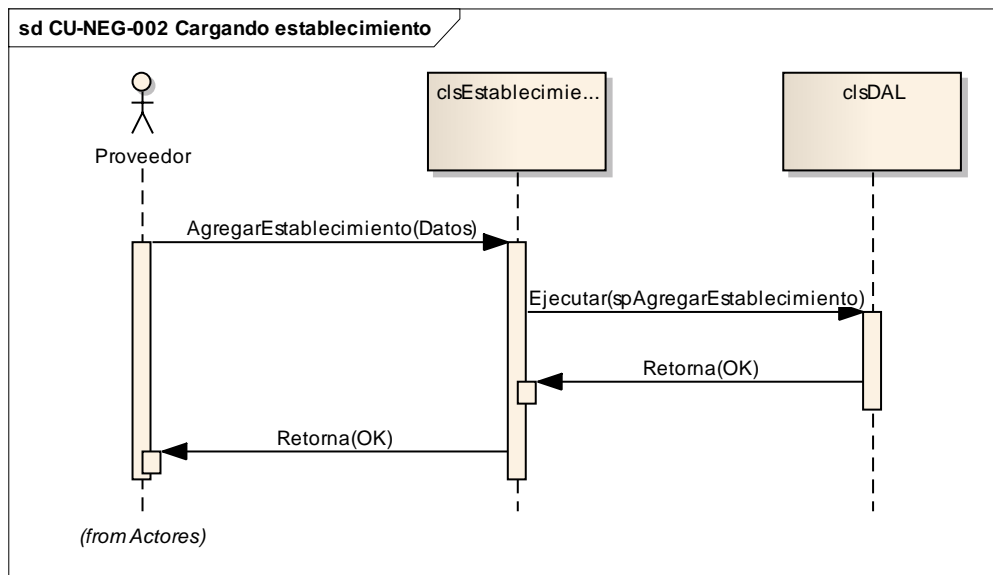 sd CU-NEG-002 Cargando establecimiento
Proveedor
clsEstablecimie...
clsDAL
AgregarEstablecimiento(Datos)
Ejecutar(spAgregarEstablecimiento)
Retorna(OK)
Retorna(OK)
(from Actores)